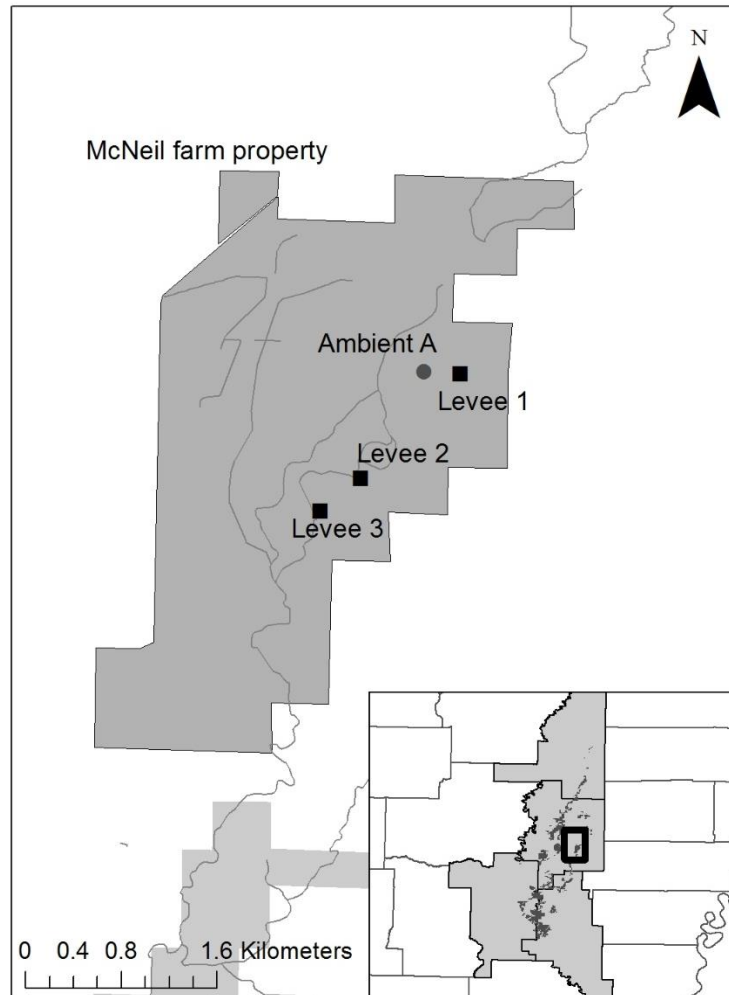 N
McNeil farm property
Ambient A
Levee 1
Levee 2
Levee 3
0 0.4 0.8 1.6 Kilometers